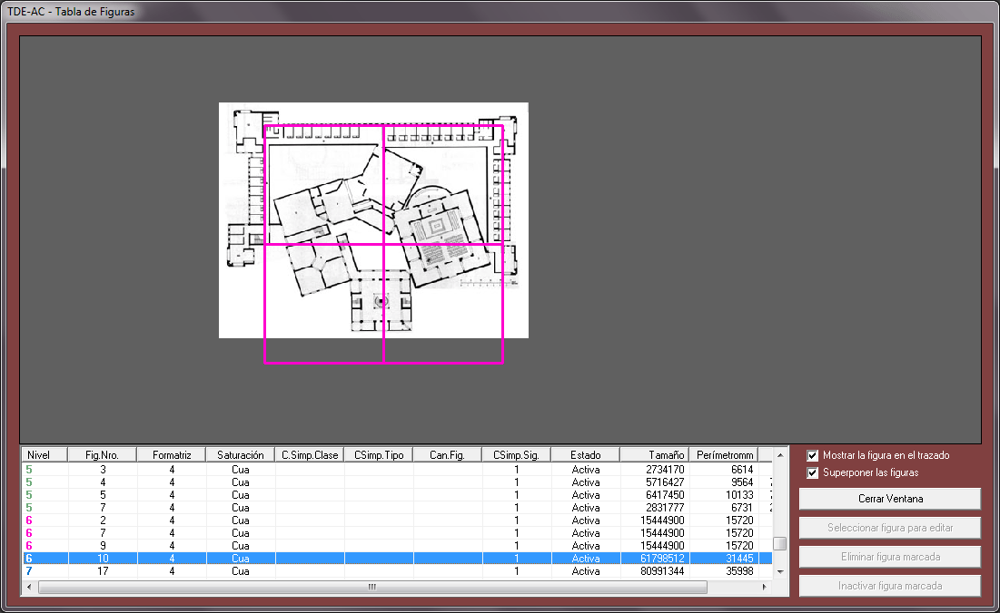 TDE-AC - Tabla de Figuras
Nivel Fig.Nro. Formatriz Saturación C.Simp.Clase CSimp.Tipo Can.Fig. CSimp.Sig. Estado Tamaño Perímetromm
5 3 4 Cua 1 Activa 2734170 6614
5 4 4 Cua 1 Activa 5716427 9564
5 5 4 Cua 1 Activa 6417450 10133
5 7 4 Cua 1 Activa 2831777 6731
6 2 4 Cua 1 Activa 15444900 15720
6 7 4 Cua 1 Activa 15444900 15720
6 9 4 Cua 1 Activa 15444900 15720
6 10 4 Cua 1 Activa 61798512 31445
7 17 4 Cua 1 Activa 80991344 35998
Mostrar la figura en el trazado
Superponer las figuras
Cerrar Ventana
Seleccionar figura para editar
Eliminar figura marcada
Inactivar figura marcada